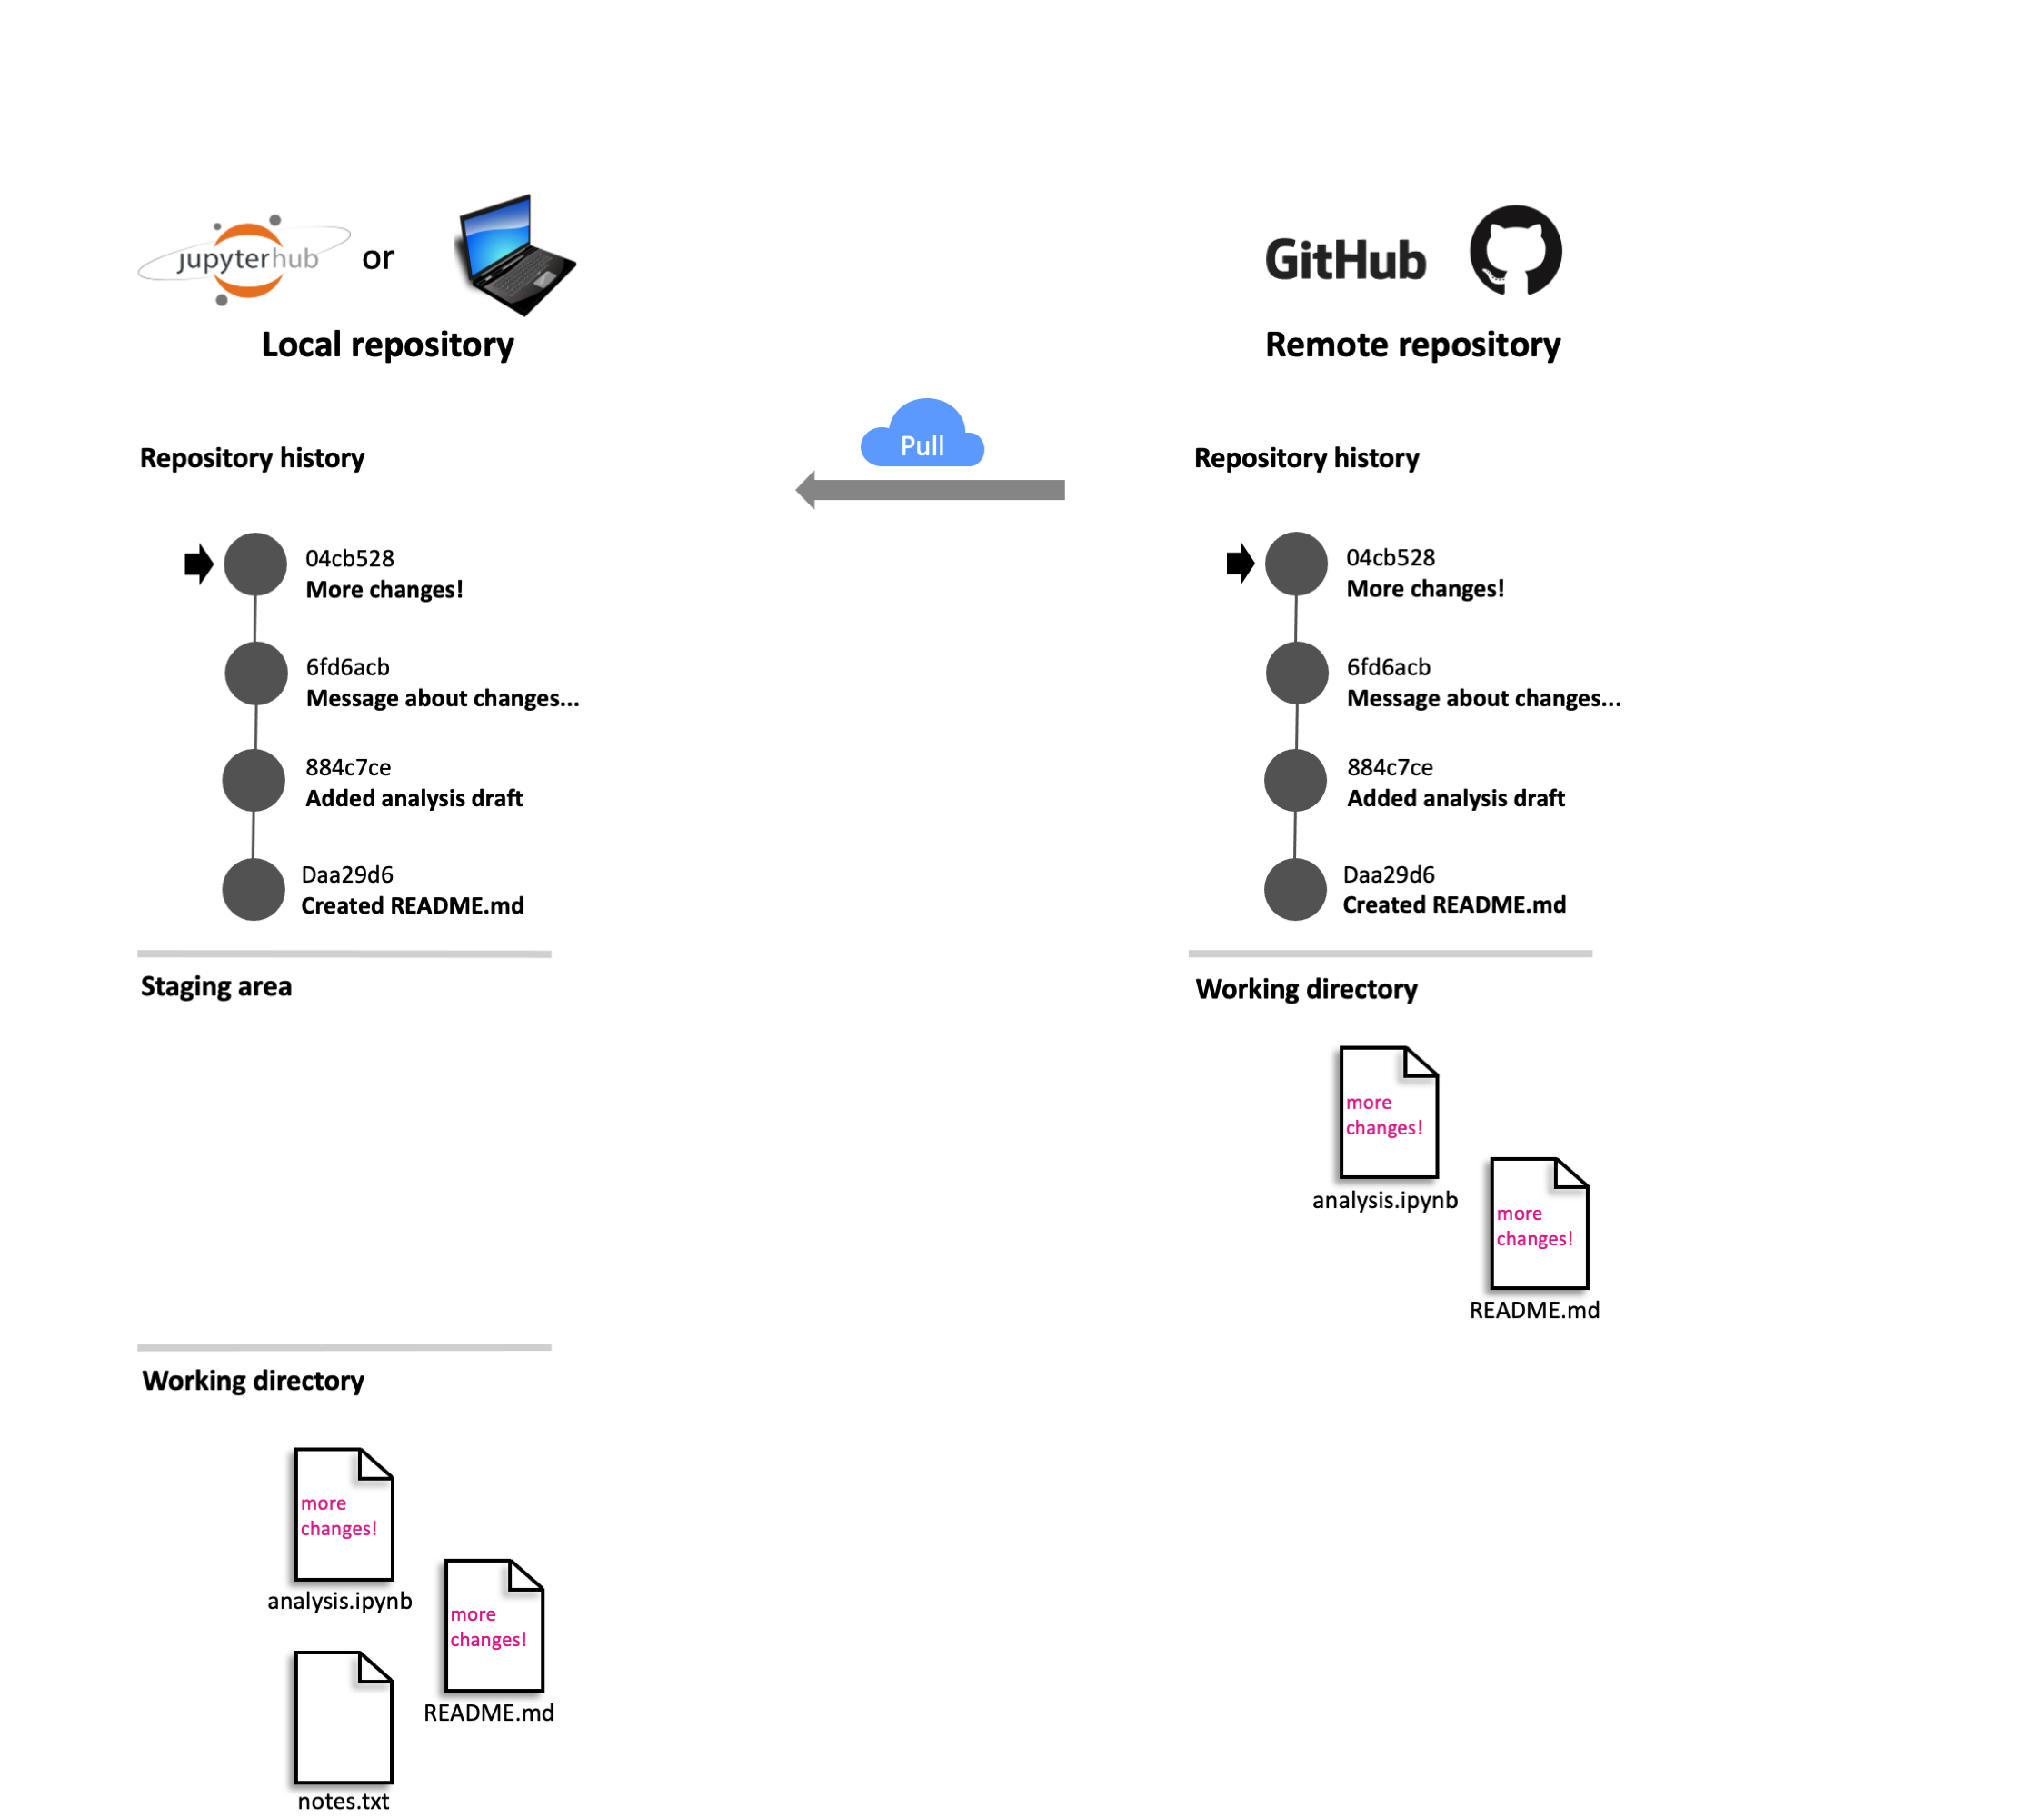 jupyterhub or
Local repository
Repository history
04cb528
More changes!
6fd6acb
Message about changes...
884c7ce
Added analysis draft
Daa29d6
Created README.md
Staging area
Working directory
more
changes!
analysis.ipynb
more
changes!
README.md
notes.txt
Pull
GitHub
Remote repository
Repository history
04cb528
More changes!
6fd6acb
Message about changes...
884c7ce
Added analysis draft
Daa29d6
Created README.md
Working directory
more
changes!
analysis.ipynb
more
changes!
README.md